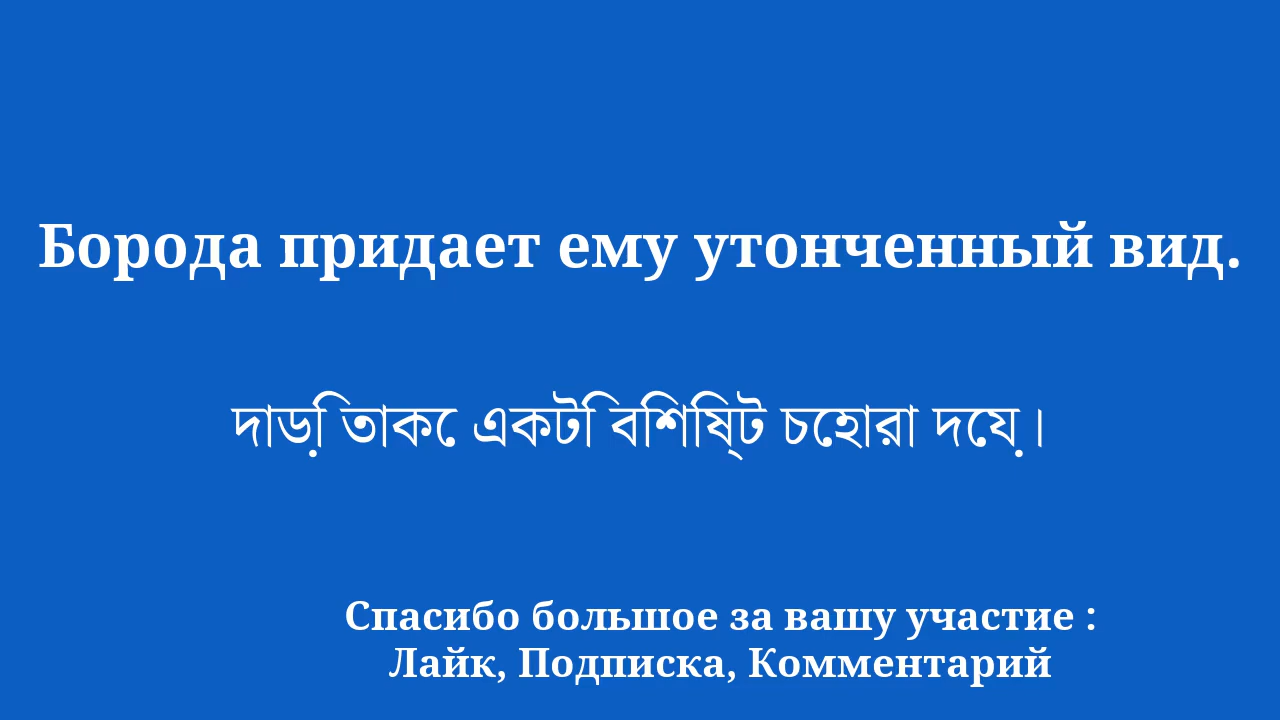 Борода придает ему утонченный вид.
দাড়ি তাকে একটি বিশিষ্ট চেহারা দেয়।
Спасибо большое за вашу участие :
Лайк, Подписка, Комментарий